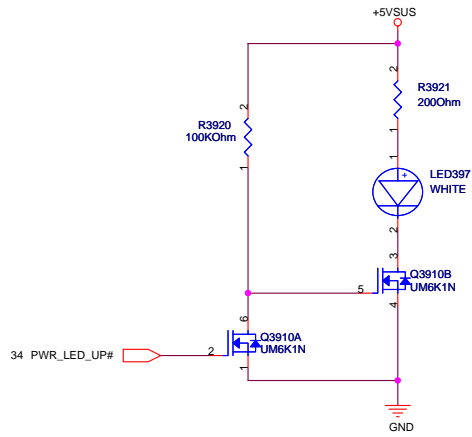 +5VSUS
2
R3921
200Ohm
1
2
R3920
100KOhm
1
1
+
LED397
WHITE
2
3
Q3910B
UM6K1N
5
4
6
Q3910A
UM6K1N
34 PWR_LED_UP#
2
1
GND